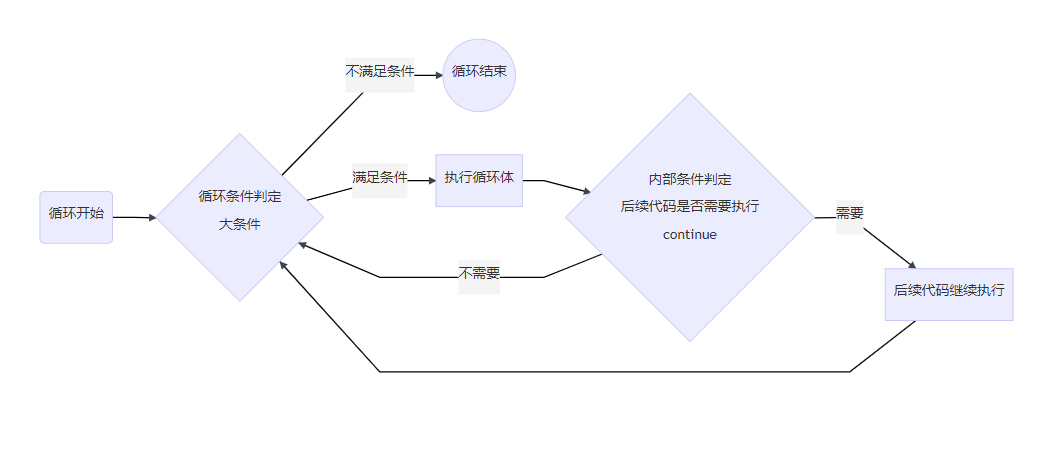 循环开始
循环条件判定
大条件
不满足条件
循环结束
满足条件
执行循环体
内部条件判定
后续代码是否需要执行
continue
不需要
需要
后续代码继续执行